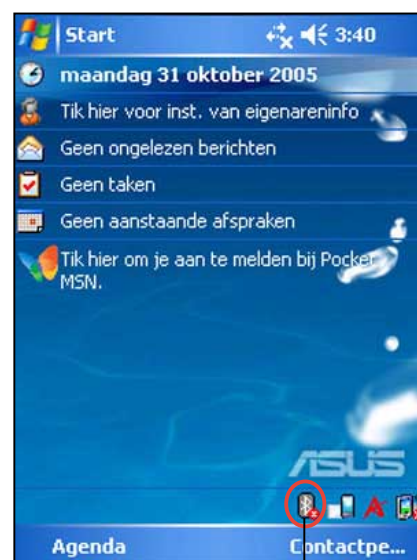 Start 3:40
maandag 31 oktober 2005
Tik hier voor inst. van eigenareninfo
Geen ongelezen berichten
Geen taken
Geen aanstaande afspraken
Tik hier om je aan te melden bij Pocket
MSN.
ASUS
Agenda Contactpe...